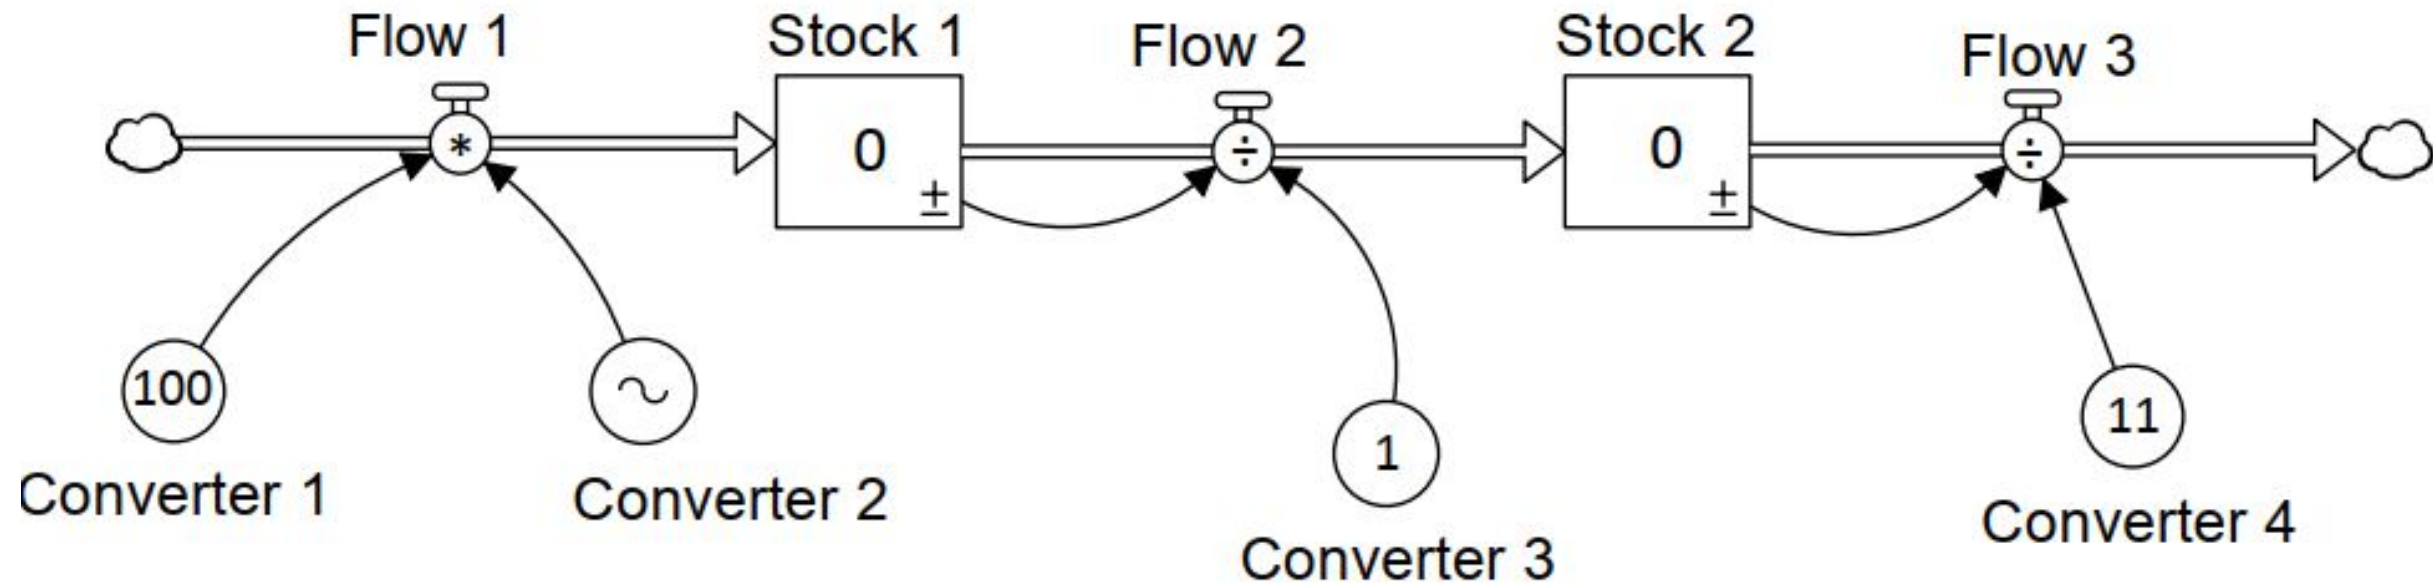 Flow 1
Stock 1
Flow 2
Stock 2
Flow 3
*
0
±
÷
0
±
÷
100
~
1
11
Converter 1
Converter 2
Converter 3
Converter 4